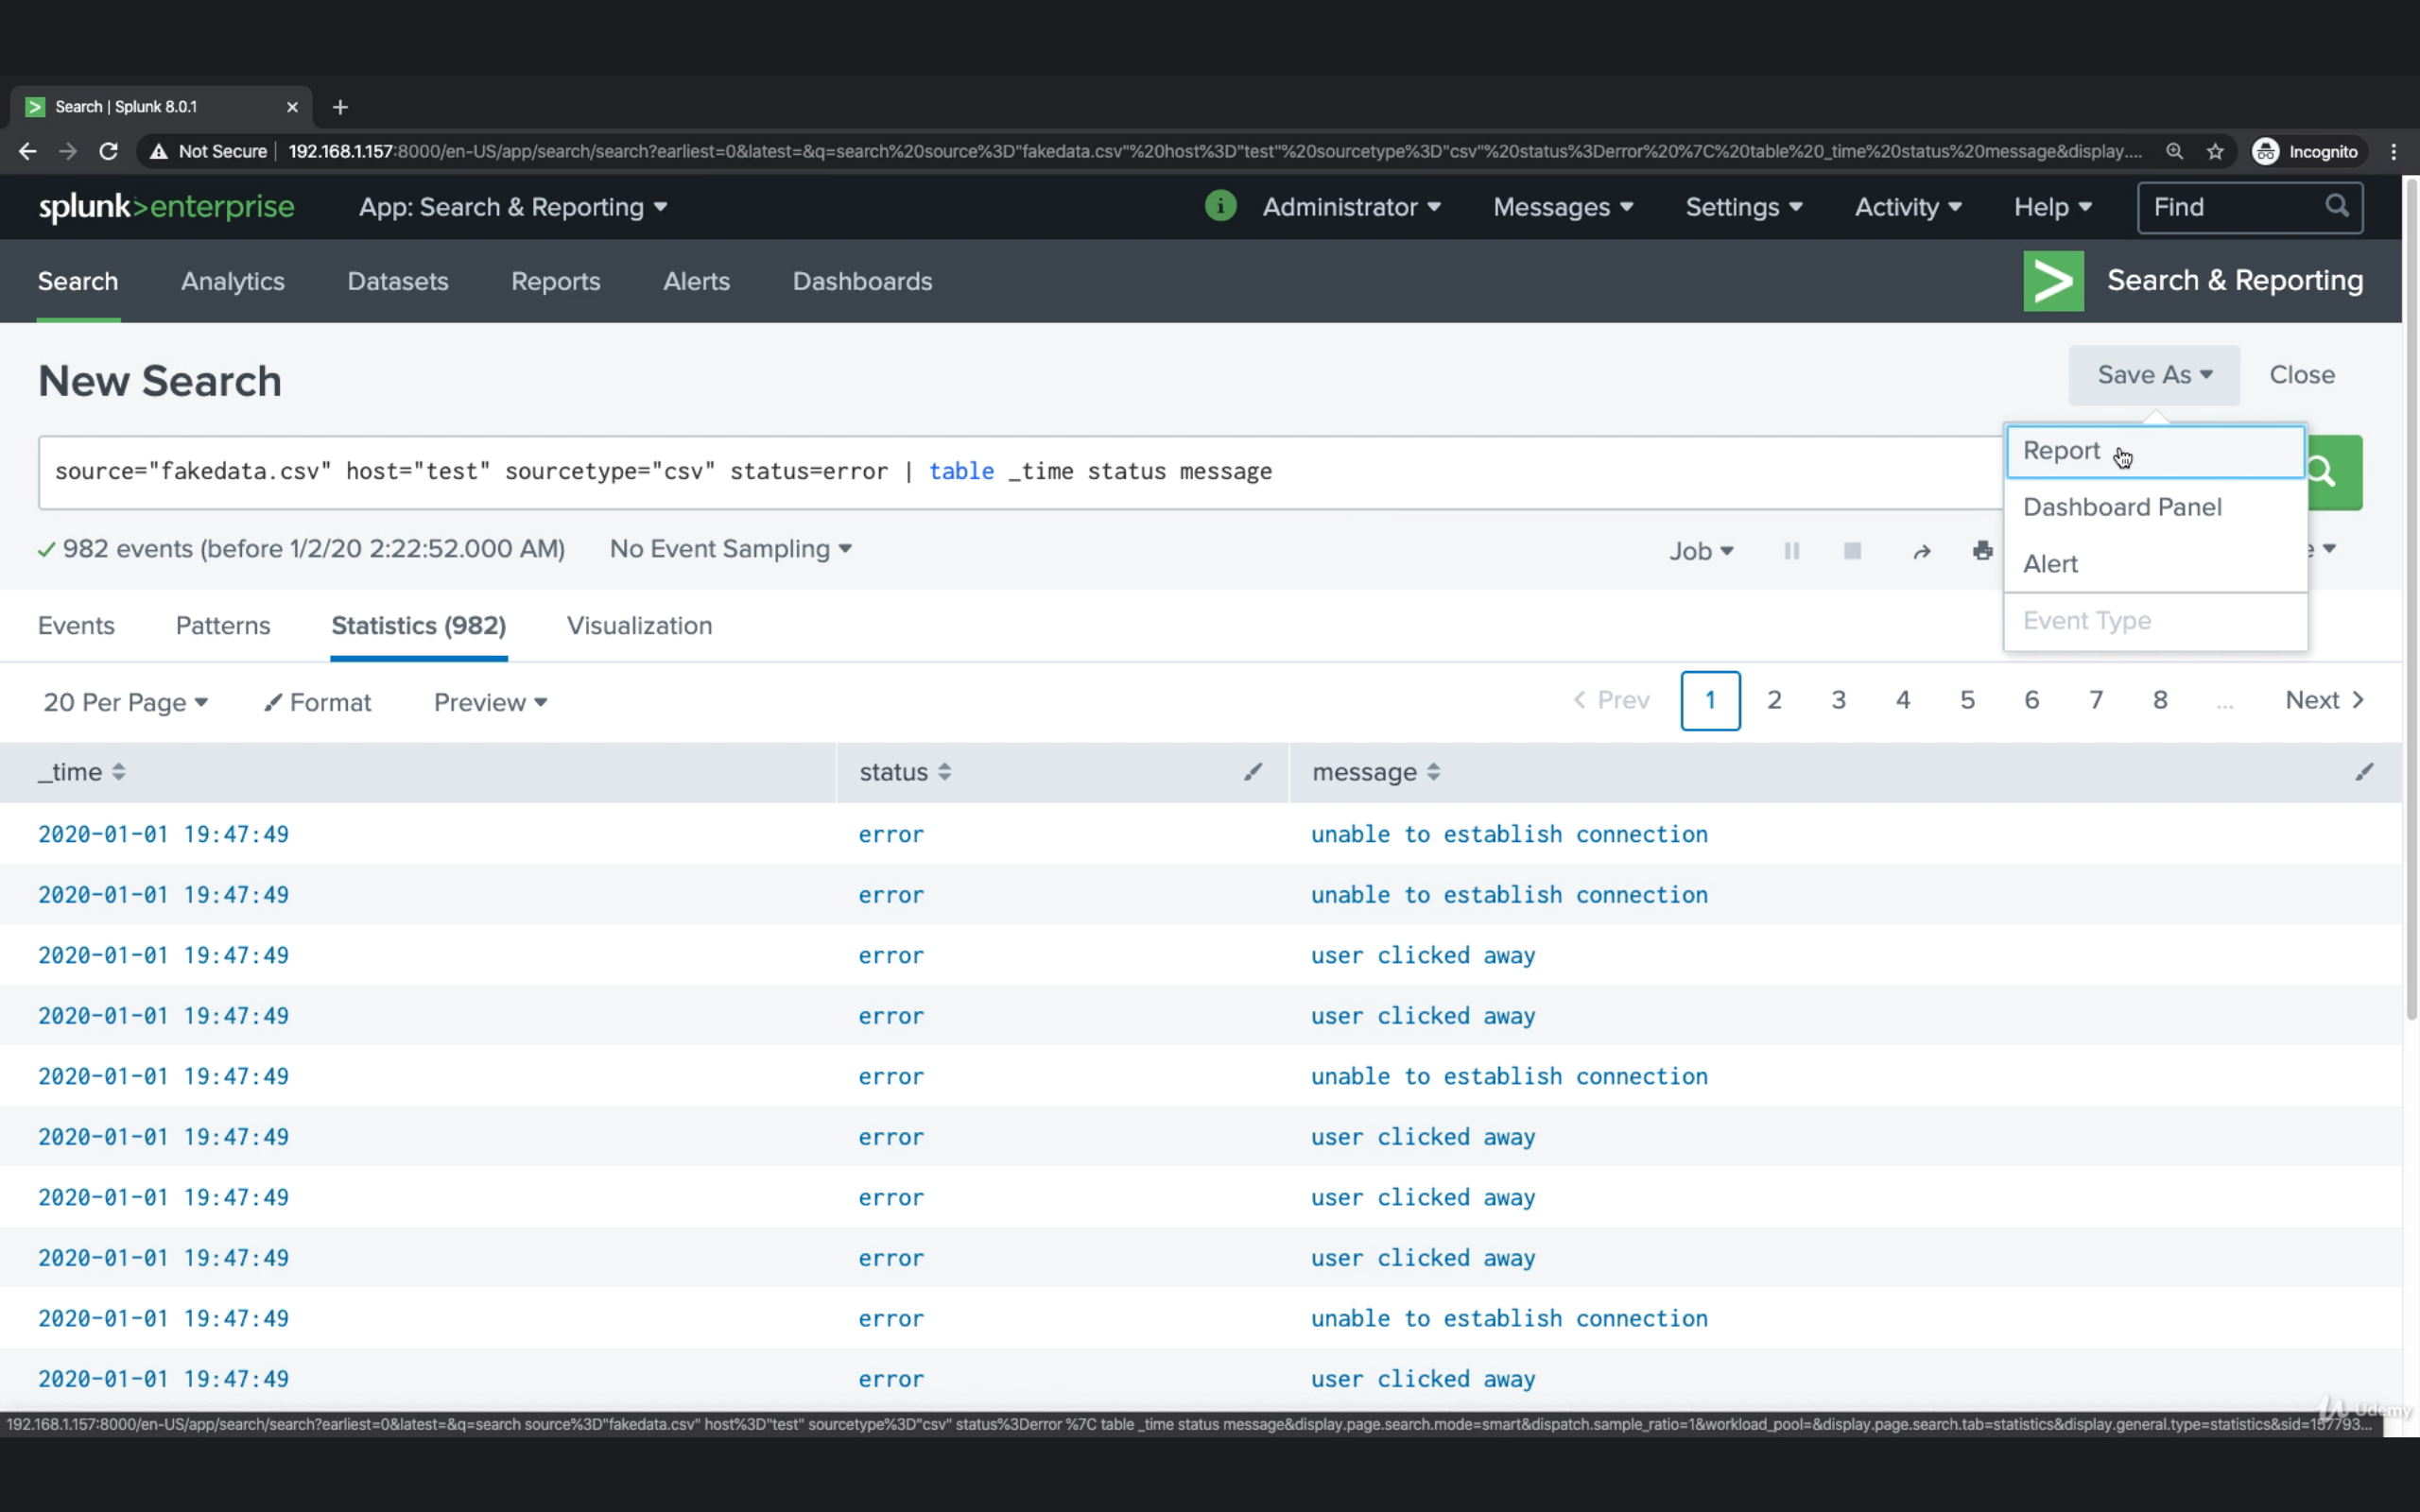 Search | Splunk 8.0.1
Not Secure 192.168.1.157:8000/en-US/app/search/search?earliest=0&latest=&q=search%20source%3D"fakedata.csv"%20host%3D"test"%20sourcetype%3D"csv"%20status%3Derror%20%7C%20table%20_time%20status%20message&display.... Incognito
splunk>enterprise App: Search & Reporting Administrator Messages Settings Activity Help Find
Search Analytics Datasets Reports Alerts Dashboards Search & Reporting
New Search Save As Close
source="fakedata.csv" host="test" sourcetype="csv" status=error | table _time status message
Report
Dashboard Panel
Alert
Event Type
982 events (before 1/2/20 2:22:52.000 AM) No Event Sampling Job
Events Patterns Statistics (982) Visualization
20 Per Page Format Preview Prev 1 2 3 4 5 6 7 8 ... Next
_time status message
2020-01-01 19:47:49 error unable to establish connection
2020-01-01 19:47:49 error unable to establish connection
2020-01-01 19:47:49 error user clicked away
2020-01-01 19:47:49 error user clicked away
2020-01-01 19:47:49 error unable to establish connection
2020-01-01 19:47:49 error user clicked away
2020-01-01 19:47:49 error user clicked away
2020-01-01 19:47:49 error user clicked away
2020-01-01 19:47:49 error unable to establish connection
2020-01-01 19:47:49 error user clicked away
Udemy
192.168.1.157:8000/en-US/app/search/search?earliest=0&latest=&q=search source%3D"fakedata.csv" host%3D"test" sourcetype%3D"csv" status%3Derror %7C table _time status message&display.page.search.mode=smart&dispatch.sample_ratio=1&workload_pool=&display.page.search.tab=statistics&display.general.type=statistics&sid=157793...